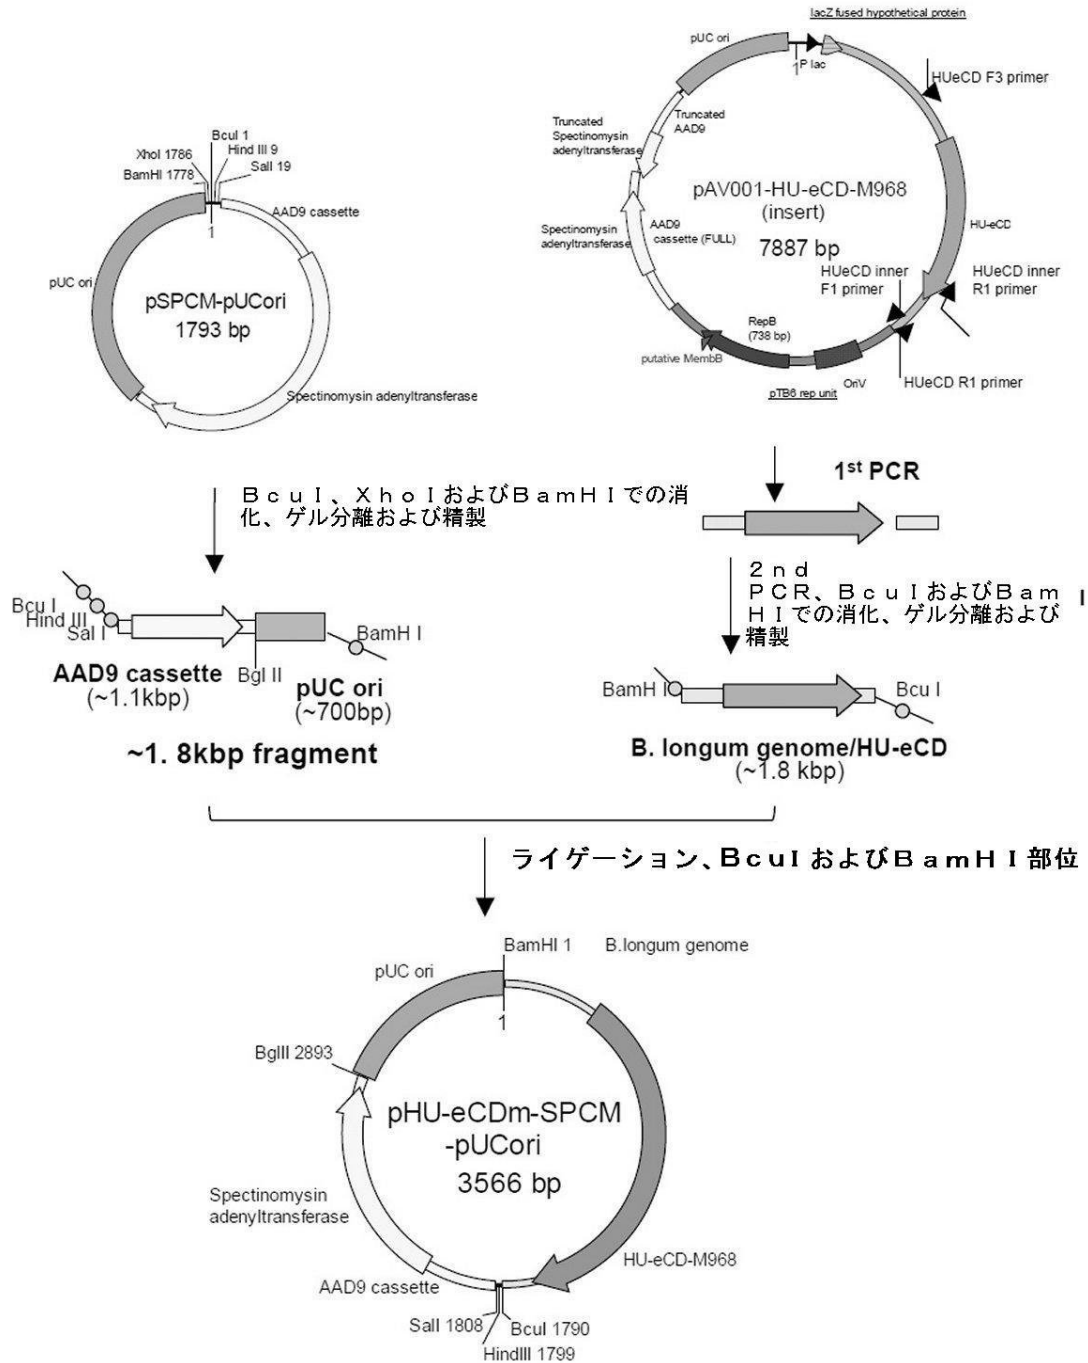 lacZ fused hypothetical protein
pUC ori
1
P lac
HUeCD F3 primer
Truncated
Spectinomysin
adenyltransferase
Truncated
AAD9
pAV001-HU-eCD-M968
(insert)
7887 bp
HU-eCD
Spectinomysin
adenyltransferase
AAD9
cassette (FULL)
HUeCD inner
F1 primer
HUeCD inner
R1 primer
RepB
(738 bp)
putative MembB
OriV
HUeCD R1 primer
pTB6 rep unit
BcuI 1
XhoI 1786
Hind III 9
BamHI 1778
SalI 19
AAD9 cassette
1
pUC ori
pSPCM-pUCori
1793 bp
Spectinomysin adenyltransferase
ＢｃｕＩ、ＸｈｏＩおよびＢａｍＨＩでの消
化、ゲル分離および精製
1st PCR
２ｎｄ
ＰＣＲ、ＢｃｕＩおよびＢａｍ
ＨＩでの消化、ゲル分離および
精製
I
Bcu I
Hind III
Sal I
BamH I
Bgl II
AAD9 cassette
(~1.1kbp)
pUC ori
(~700bp)
~1. 8kbp fragment
BamH I
Bcu I
B. longum genome/HU-eCD
(~1.8 kbp)
ライゲーション、ＢｃｕＩおよびＢａｍＨＩ部位
BamHI 1
B.longum genome
pUC ori
1
BglII 2893
pHU-eCDm-SPCM
-pUCori
3566 bp
Spectinomysin
adenyltransferase
HU-eCD-M968
AAD9 cassette
SalI 1808
BcuI 1790
HindIII 1799